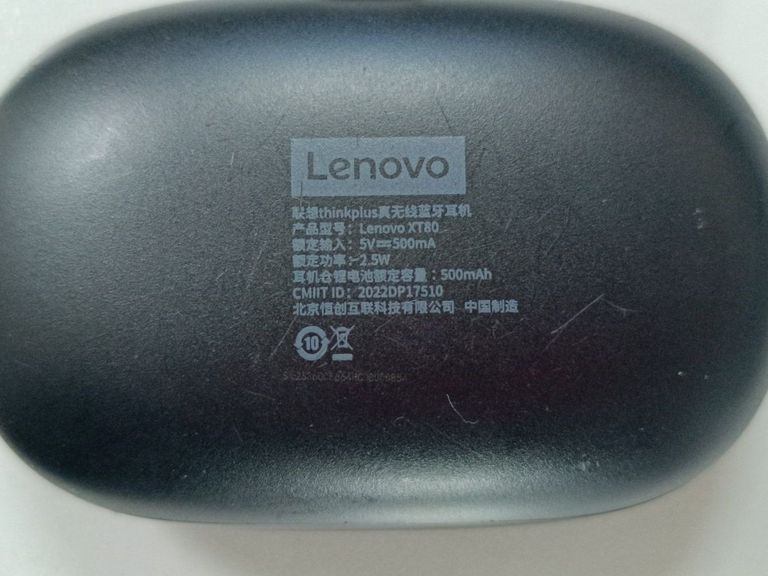 Lenovo
联想thinkplus真无线蓝牙耳机
产品型号：Lenovo XT80
额定输入：5V⎓500mA
额定功率：2.5W
耳机仓锂电池额定容量：500mAh
CMIIT ID：2022DP17510
北京恒创互联科技有限公司 中国制造
10